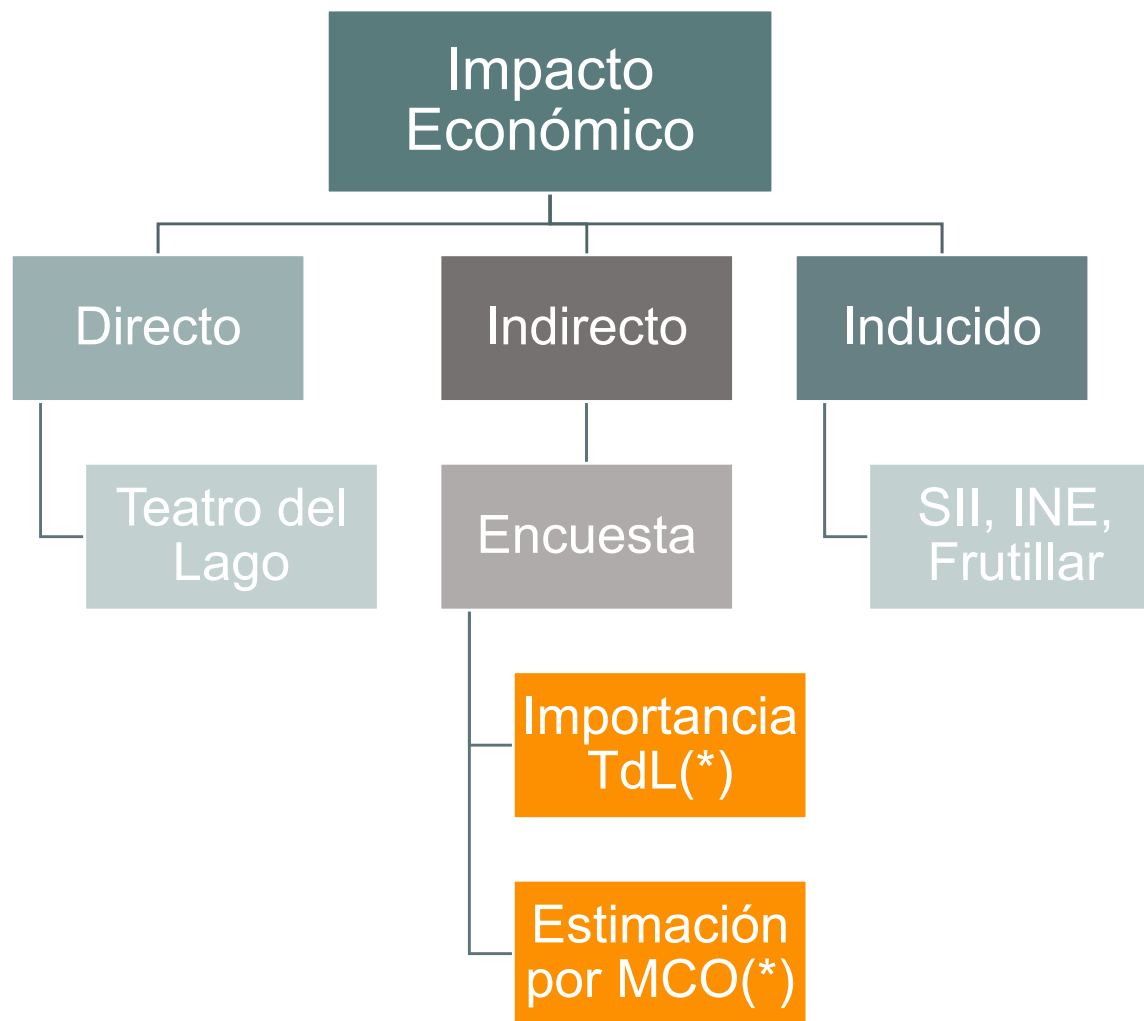 Impacto
Económico
Directo
Indirecto
Inducido
Teatro del
Lago
Encuesta
SII, INE,
Frutillar
Importancia
TdL(*)
Estimación
por MCO(*)